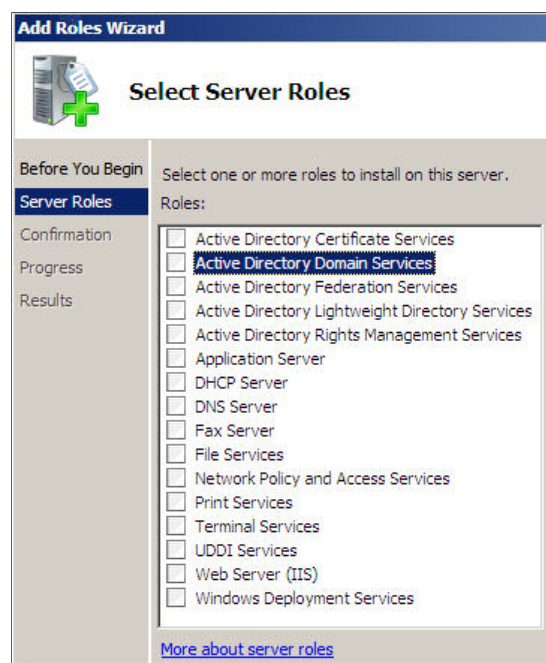 Add Roles Wizard
Select Server Roles
Before You Begin
Server Roles
Confirmation
Progress
Results
Select one or more roles to install on this server.
Roles:
Active Directory Certificate Services
Active Directory Domain Services
Active Directory Federation Services
Active Directory Lightweight Directory Services
Active Directory Rights Management Services
Application Server
DHCP Server
DNS Server
Fax Server
File Services
Network Policy and Access Services
Print Services
Terminal Services
UDDI Services
Web Server (IIS)
Windows Deployment Services
More about server roles